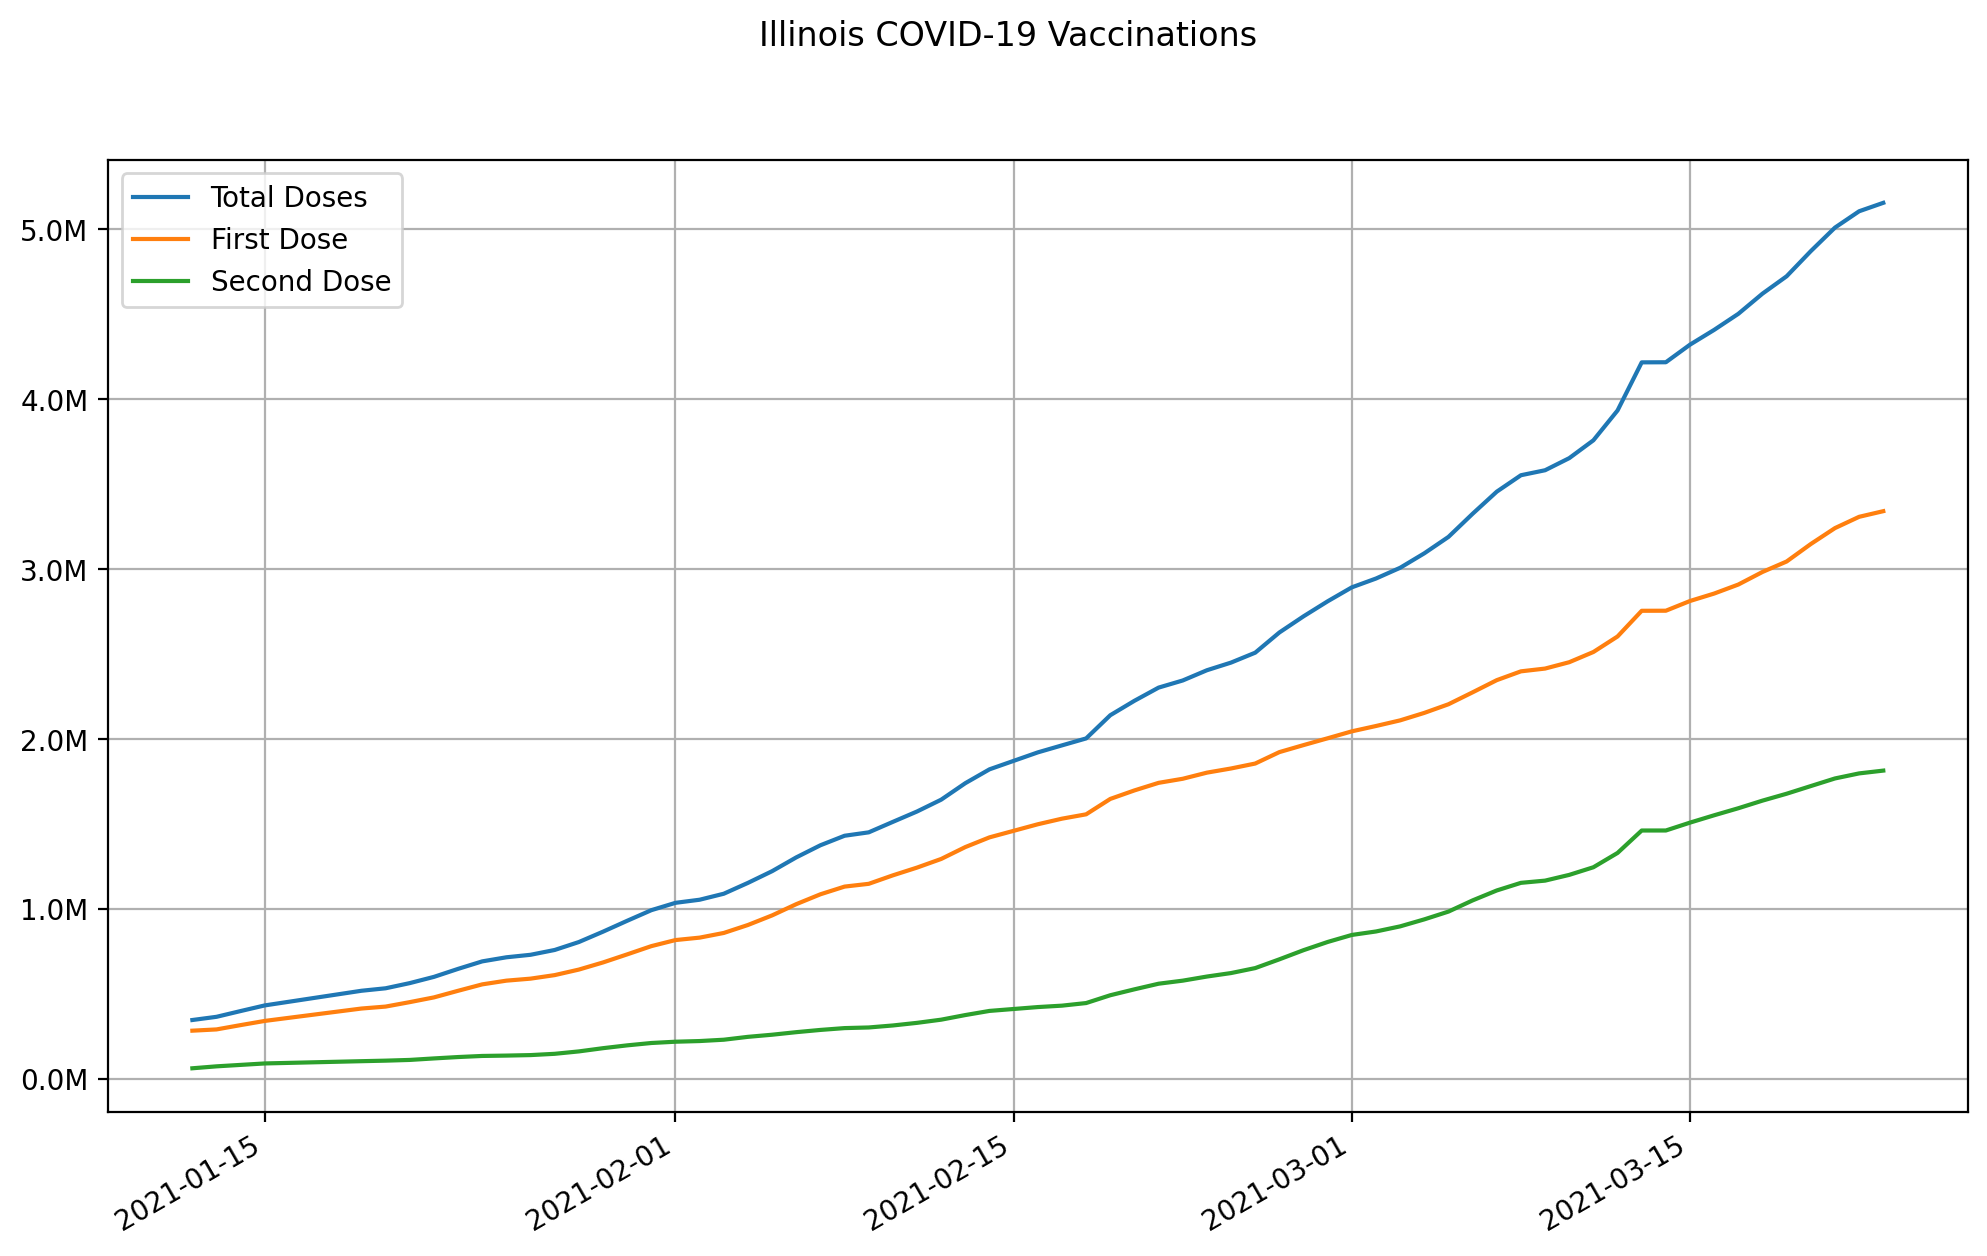 Illinois COVID-19 Vaccinations
Total Doses
First Dose
Second Dose
5.0M
4.0M
3.0M
2.0M
1.0M
0.0M
2021-01-15
2021-02-01
2021-02-15
2021-03-01
2021-03-15